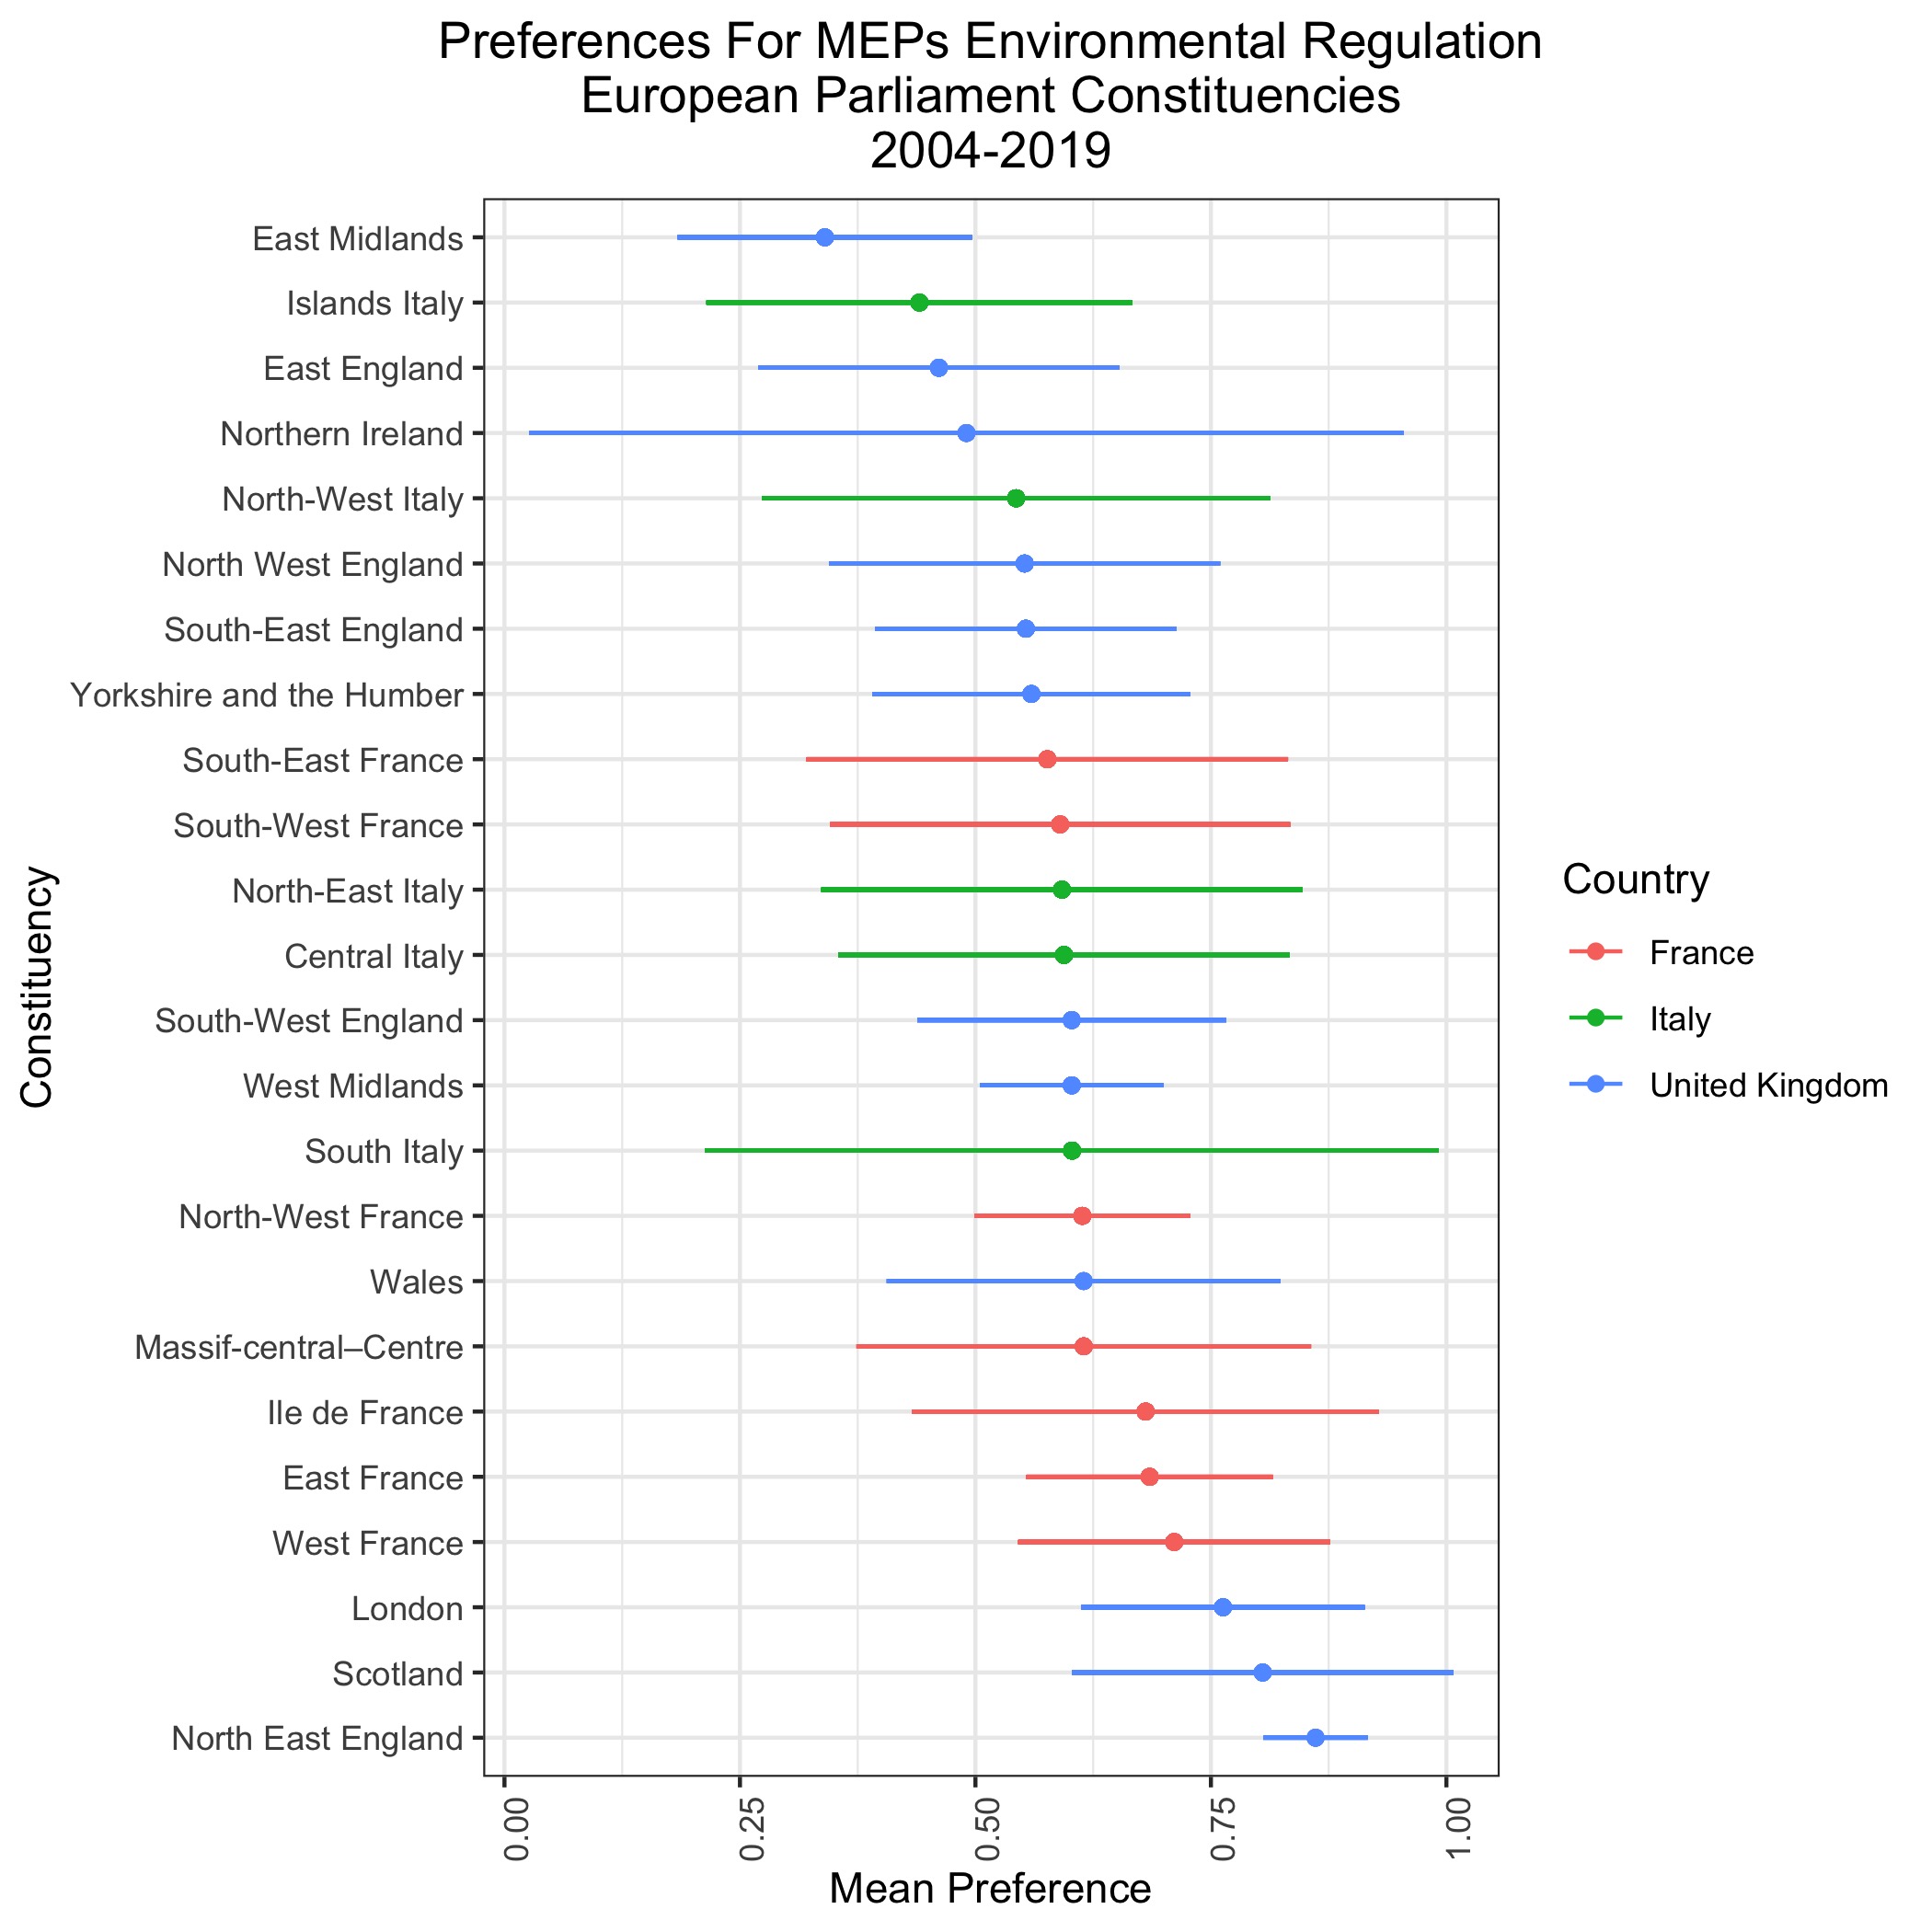 Preferences For MEPs Environmental Regulation
European Parliament Constituencies
2004-2019
Constituency
East Midlands
Islands Italy
East England
Northern Ireland
North-West Italy
North West England
South-East England
Yorkshire and the Humber
South-East France
South-West France
North-East Italy
Central Italy
South-West England
West Midlands
South Italy
North-West France
Wales
Massif-central–Centre
Ile de France
East France
West France
London
Scotland
North East England
0.00
0.25
0.50
0.75
1.00
Mean Preference
Country
France
Italy
United Kingdom